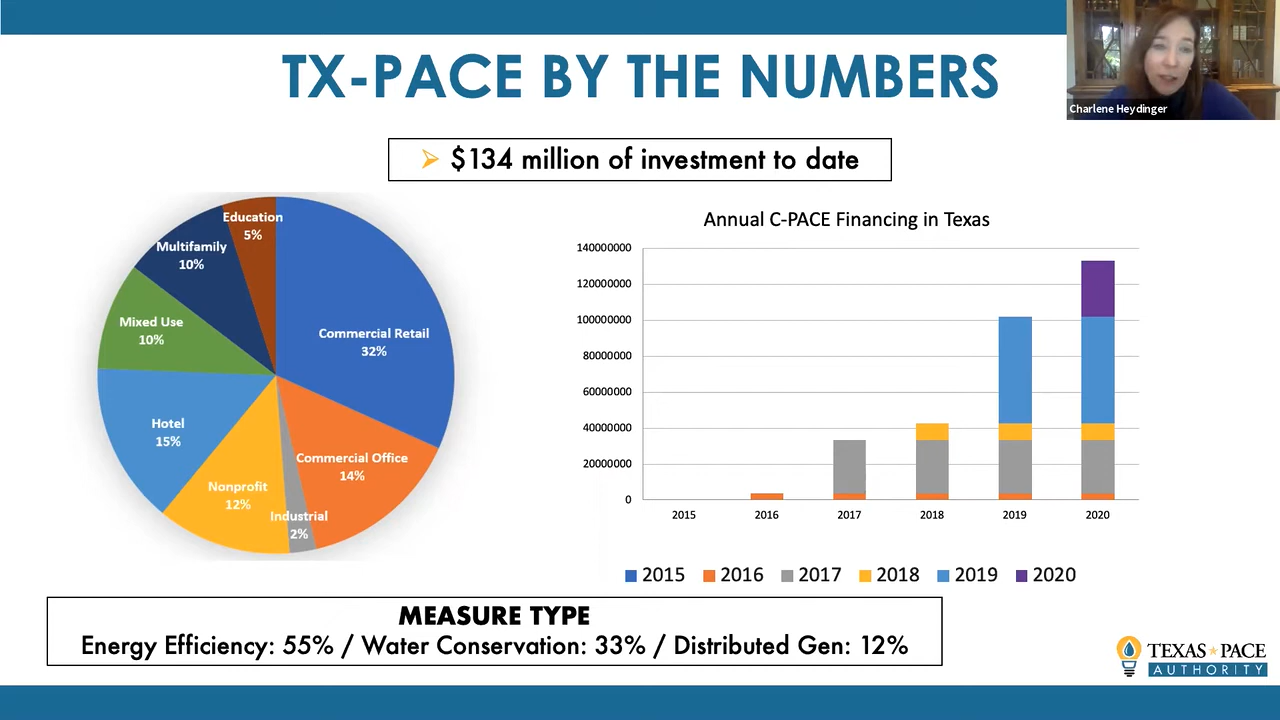 TX-PACE BY THE NUMBERS
Charlene Heydinger
➢ $134 million of investment to date
Education
5%
Multifamily
10%
Mixed Use
10%
Commercial Retail
32%
Hotel
15%
Commercial Office
14%
Nonprofit
12%
Industrial
2%
Annual C-PACE Financing in Texas
140000000
120000000
100000000
80000000
60000000
40000000
20000000
0
2015 2016 2017 2018 2019 2020
2015 2016 2017 2018 2019 2020
MEASURE TYPE
Energy Efficiency: 55% / Water Conservation: 33% / Distributed Gen: 12%
TEXAS PACE
AUTHORITY